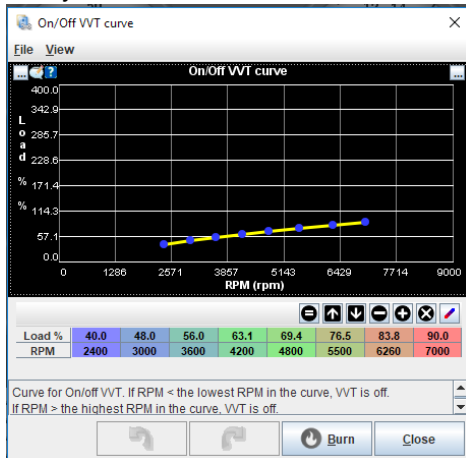 On/Off VVT curve
File View
On/Off VVT curve
400.0
342.9
285.7
228.6
171.4
114.3
57.1
0.0
Load % %
0 1286 2571 3857 5143 6429 7714 9000
RPM (rpm)
Load % 40.0 48.0 56.0 63.1 69.4 76.5 83.8 90.0
RPM 2400 3000 3600 4200 4800 5500 6260 7000
Curve for On/off VVT. If RPM < the lowest RPM in the curve, VVT is off.
If RPM > the highest RPM in the curve, VVT is off.
Burn Close